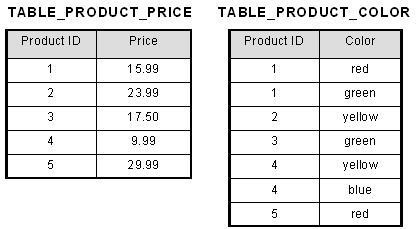 TABLE_PRODUCT_PRICE TABLE_PRODUCT_COLOR
Product ID Price Product ID Color
1 15.99 1 red
2 23.99 1 green
3 17.50 2 yellow
4 9.99 3 green
5 29.99 4 yellow
4 blue
5 red